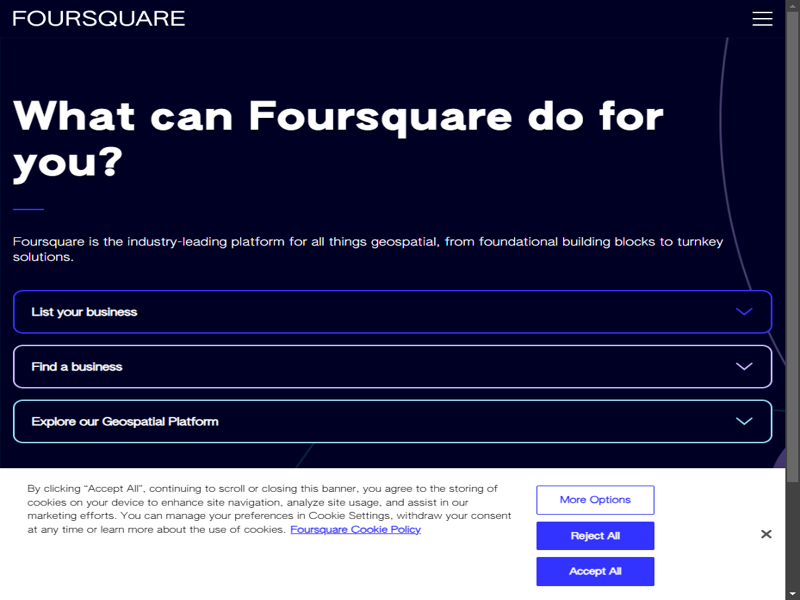 FOURSQUARE
What can Foursquare do for
you?
Foursquare is the industry-leading platform for all things geospatial, from foundational building blocks to turnkey
solutions.
List your business
Find a business
Explore our Geospatial Platform
By clicking “Accept All”, continuing to scroll or closing this banner, you agree to the storing of
cookies on your device to enhance site navigation, analyze site usage, and assist in our
marketing efforts. You can manage your preferences in Cookie Settings, withdraw your consent
at any time or learn more about the use of cookies. Foursquare Cookie Policy
More Options
Reject All
Accept All